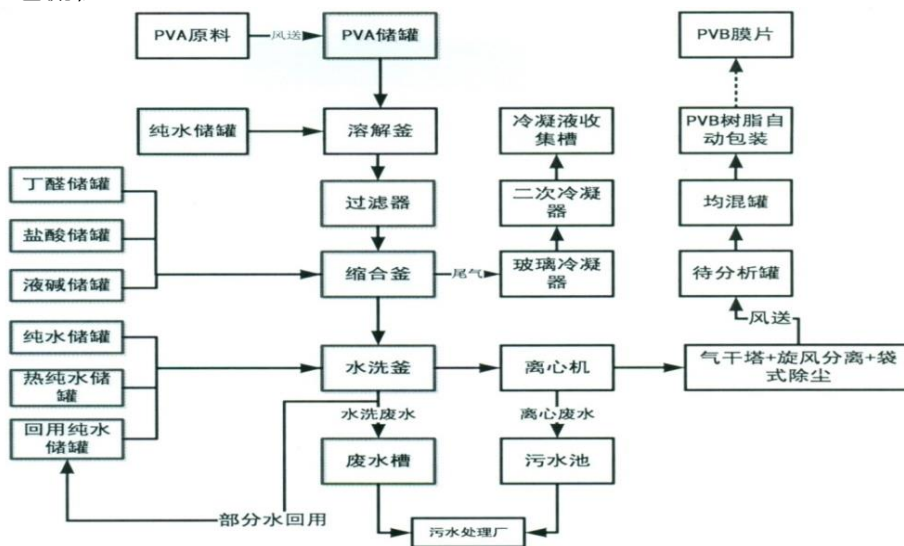 PVA原料
风送
PVA储罐
PVB膜片
纯水储罐
溶解釜
冷凝液收
集槽
PVB树脂自
动包装
丁醛储罐
过滤器
二次冷凝
器
均混罐
盐酸储罐
液碱储罐
缩合釜
尾气
玻璃冷凝
器
待分析罐
风送
纯水储罐
热纯水储
罐
回用纯水
储罐
水洗釜
离心机
气干塔+旋风分离+袋
式除尘
水洗废水
离心废水
废水槽
污水池
部分水回用
污水处理厂